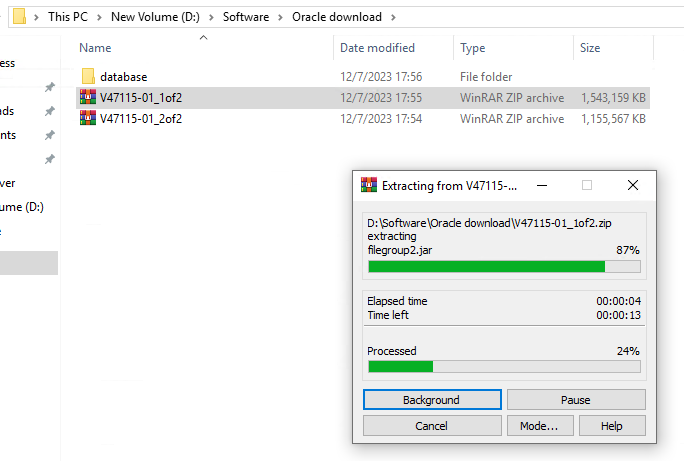 This PC > New Volume (D:) > Software > Oracle download >
Name Date modified Type Size
ess
database 12/7/2023 17:56 File folder
V47115-01_1of2 12/7/2023 17:55 WinRAR ZIP archive 1,543,159 KB
nds
V47115-01_2of2 12/7/2023 17:54 WinRAR ZIP archive 1,155,567 KB
nts
ver
ume (D:)
e
Extracting from V47115-...
D:\Software\Oracle download\V47115-01_1of2.zip
extracting
filegroup2.jar 87%
Elapsed time 00:00:04
Time left 00:00:13
Processed 24%
Background Pause
Cancel Mode... Help